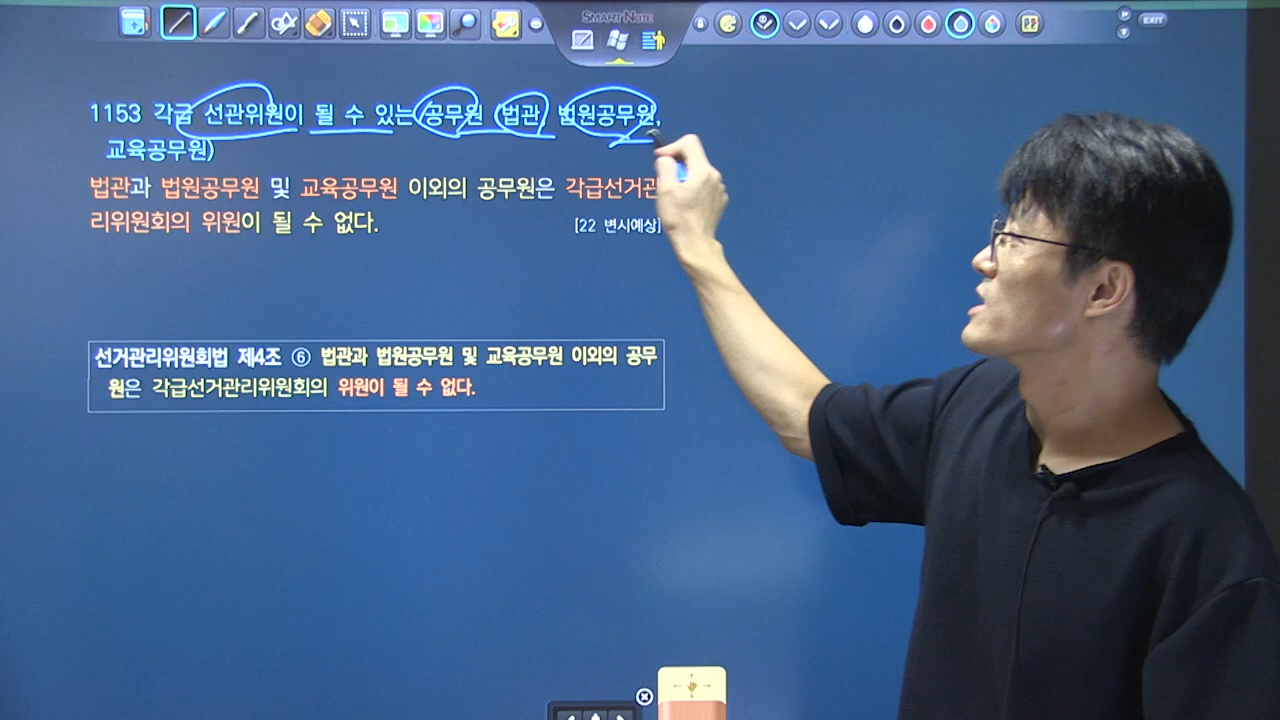 SMARTNOTE
EXIT
1153 각급 선관위원이 될 수 있는 공무원 (법관, 법원공무원,
교육공무원)
법관과 법원공무원 및 교육공무원 이외의 공무원은 각급선거관
리위원회의 위원이 될 수 없다.
[22 변시예상]
선거관리위원회법 제4조 ⑥ 법관과 법원공무원 및 교육공무원 이외의 공무
원은 각급선거관리위원회의 위원이 될 수 없다.